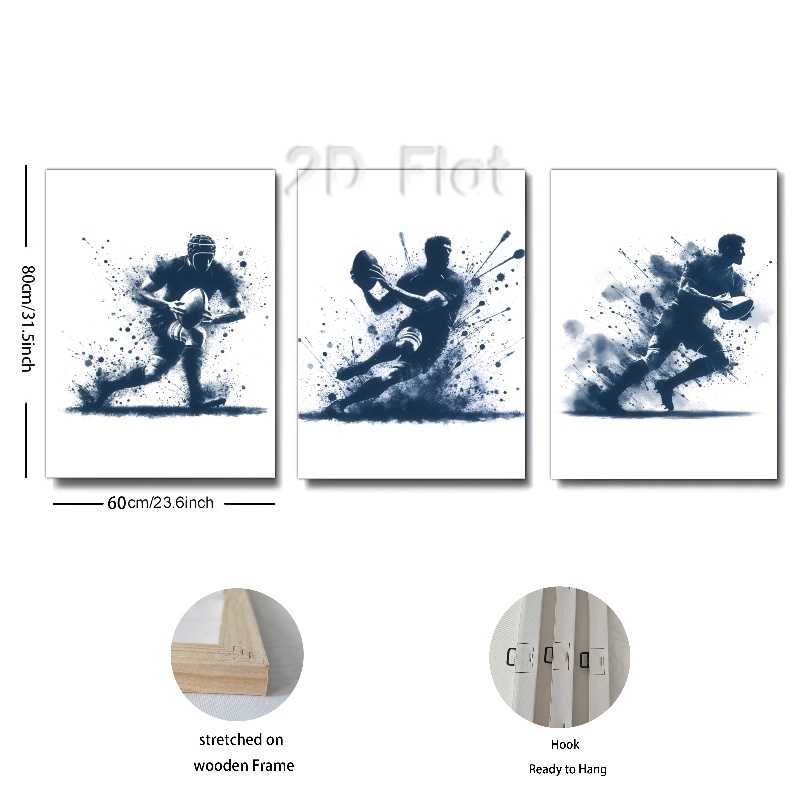 2D Flat
80cm/31.5inch
60cm/23.6inch
stretched on
wooden Frame
Hook
Ready to Hang